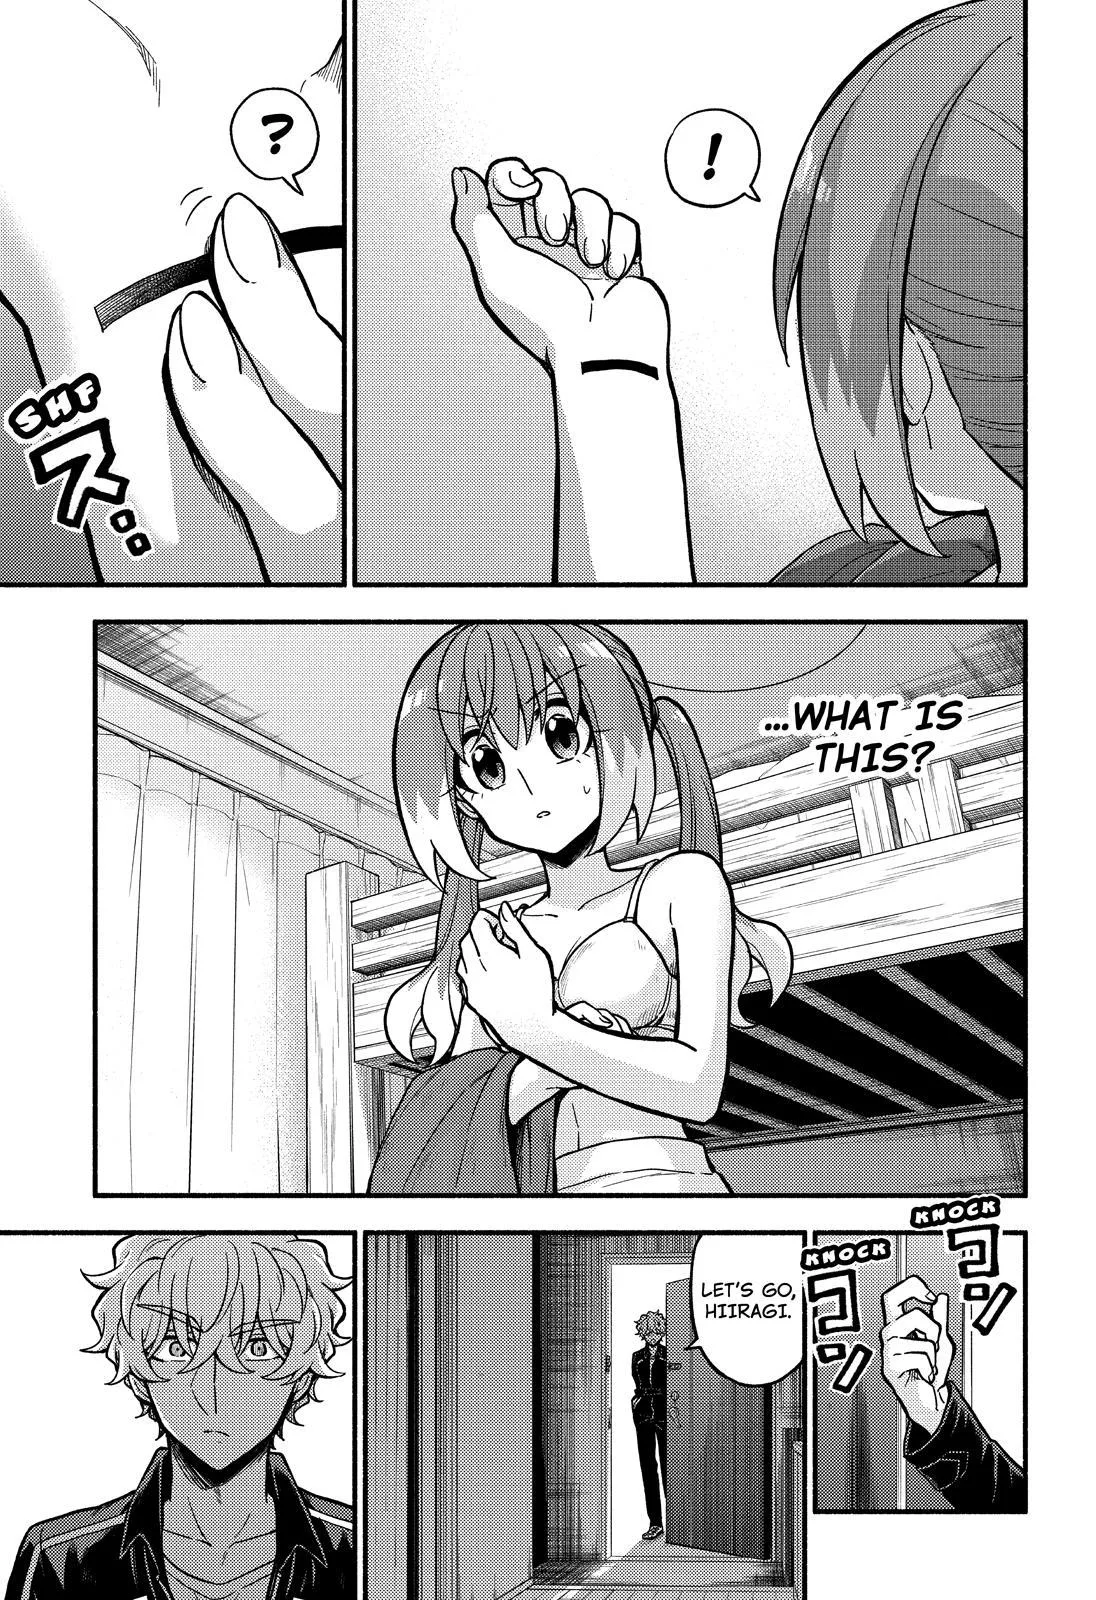 !
?
SHF
ス..
...WHAT IS
THIS?
KNOCK
コン
KNOCK
コン
LET'S GO,
HIIRAGI.